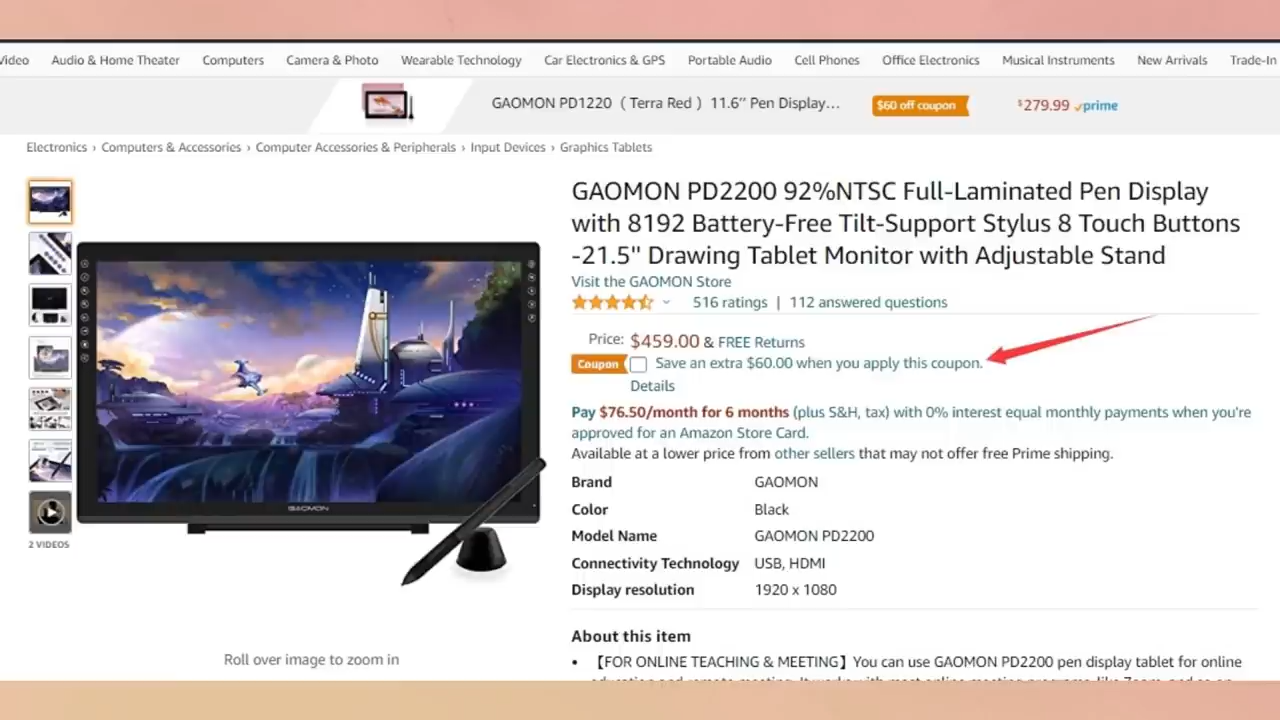 Video Audio & Home Theater Computers Camera & Photo Wearable Technology Car Electronics & GPS Portable Audio Cell Phones Office Electronics Musical Instruments New Arrivals Trade-In
GAOMON PD1220（Terra Red）11.6’’ Pen Display… $60 off coupon $279.99 prime
Electronics › Computers & Accessories › Computer Accessories & Peripherals › Input Devices › Graphics Tablets
GAOMON PD2200 92%NTSC Full-Laminated Pen Display
with 8192 Battery-Free Tilt-Support Stylus 8 Touch Buttons
-21.5" Drawing Tablet Monitor with Adjustable Stand
Visit the GAOMON Store
516 ratings | 112 answered questions
Price: $459.00 & FREE Returns
Coupon Save an extra $60.00 when you apply this coupon.
Details
Pay $76.50/month for 6 months (plus S&H, tax) with 0% interest equal monthly payments when you're
approved for an Amazon Store Card.
Available at a lower price from other sellers that may not offer free Prime shipping.
Brand GAOMON
Color Black
Model Name GAOMON PD2200
Connectivity Technology USB, HDMI
Display resolution 1920 x 1080
About this item
• 【FOR ONLINE TEACHING & MEETING】You can use GAOMON PD2200 pen display tablet for online
GAOMON
2 VIDEOS
Roll over image to zoom in